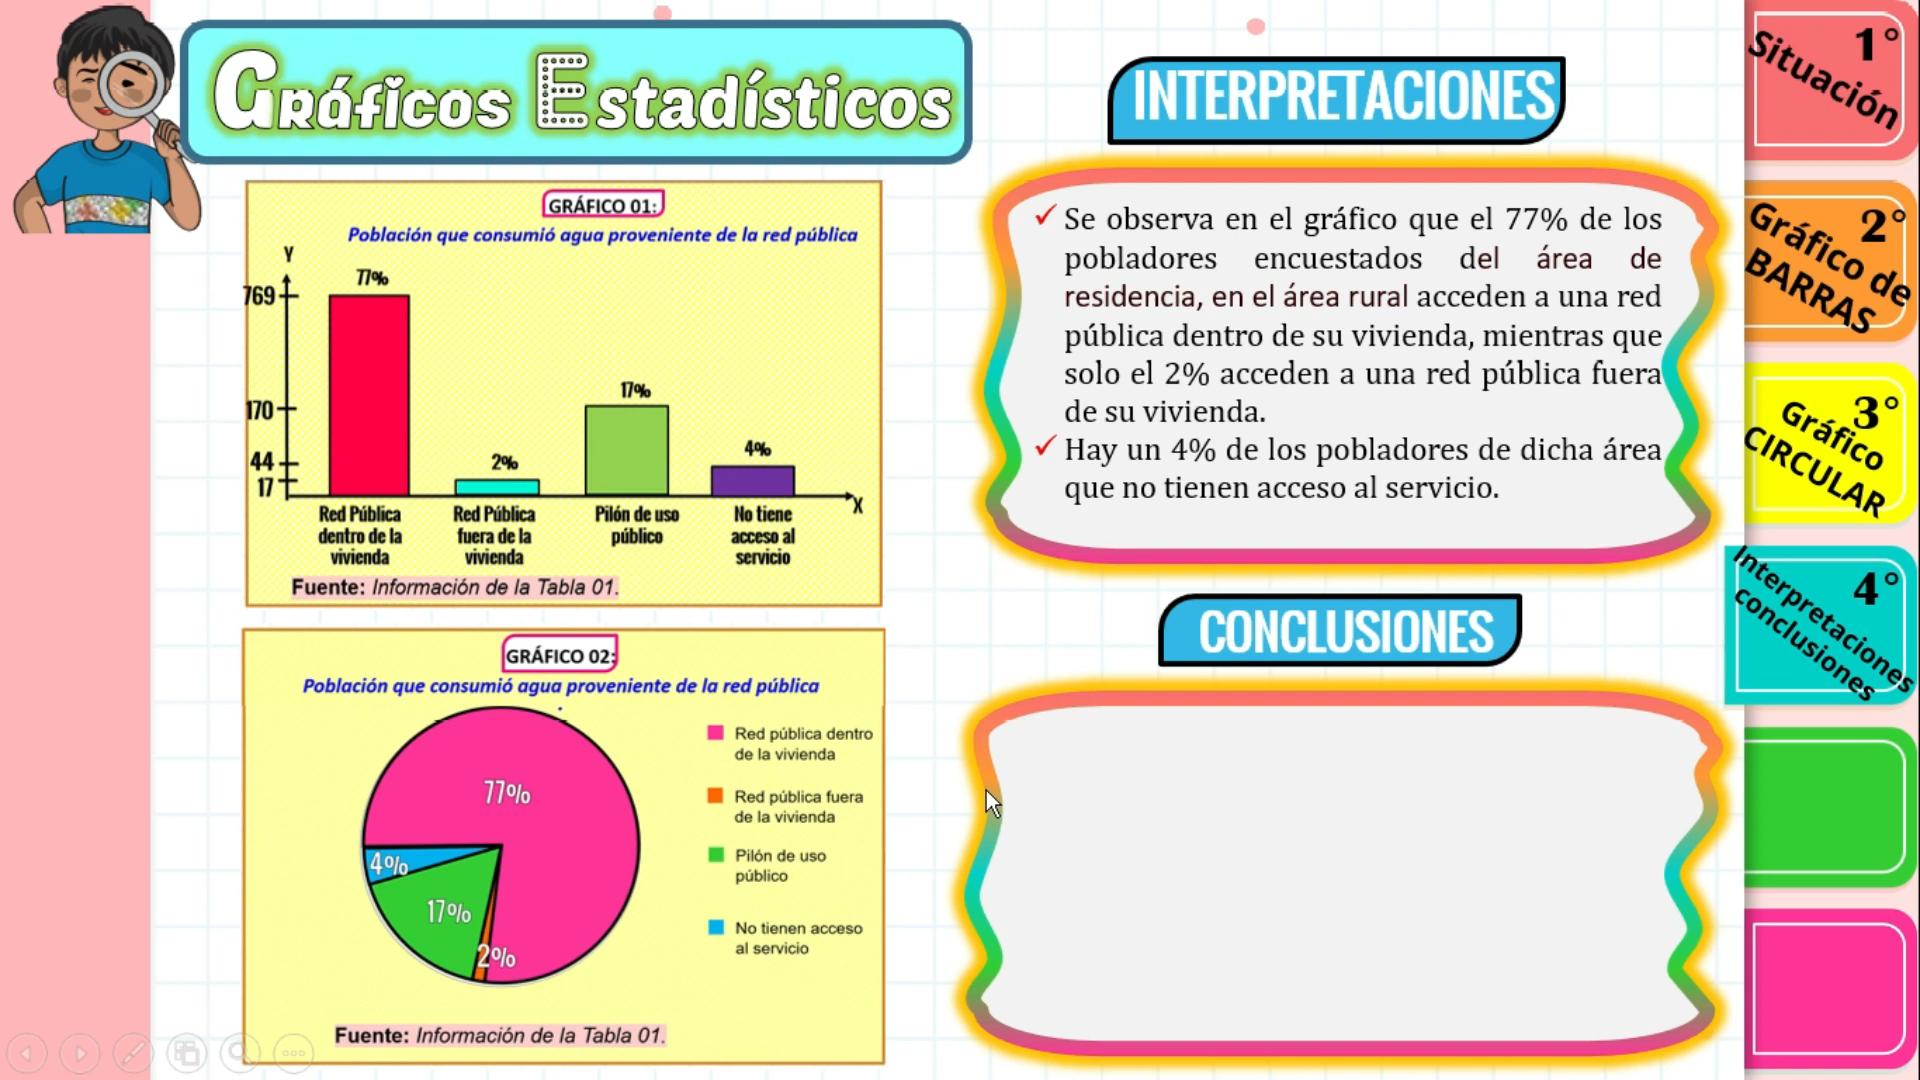 Gráficos Estadísticos
GRÁFICO 01:
Población que consumió agua proveniente de la red pública
Y
77%
769
17%
170
4%
44
2%
17
X
Red Pública dentro de la vivienda
Red Pública fuera de la vivienda
Pilón de uso público
No tiene acceso al servicio
Fuente: Información de la Tabla 01.
GRÁFICO 02:
Población que consumió agua proveniente de la red pública
77%
4%
17%
2%
Red pública dentro
de la vivienda
Red pública fuera
de la vivienda
Pilón de uso
público
No tienen acceso
al servicio
Fuente: Información de la Tabla 01.
INTERPRETACIONES
Se observa en el gráfico que el 77% de los
pobladores encuestados del área de
residencia, en el área rural acceden a una red
pública dentro de su vivienda, mientras que
solo el 2% acceden a una red pública fuera
de su vivienda.
Hay un 4% de los pobladores de dicha área
que no tienen acceso al servicio.
CONCLUSIONES
1°
Situación
2°
Gráfico de
BARRAS
3°
Gráfico
CIRCULAR
4°
Interpretaciones
conclusiones